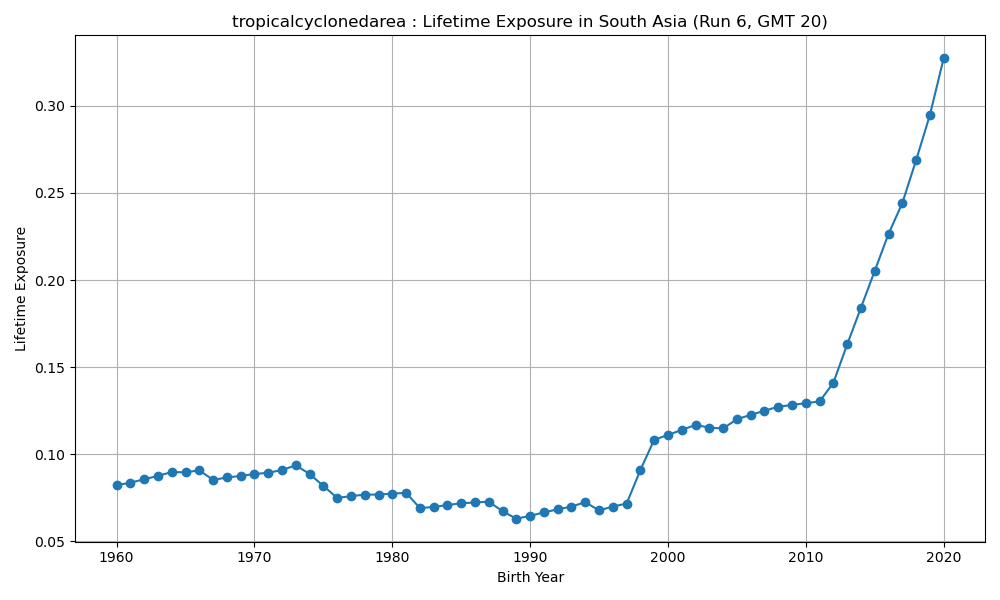 tropicalcyclonedarea : Lifetime Exposure in South Asia (Run 6, GMT 20)
Lifetime Exposure
0.30
0.25
0.20
0.15
0.10
0.05
1960 1970 1980 1990 2000 2010 2020
Birth Year